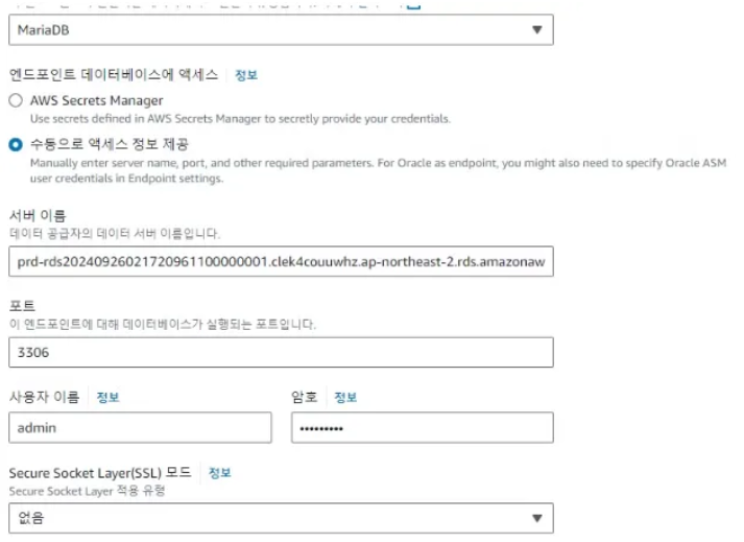 MariaDB
엔드포인트 데이터베이스에 액세스 정보
AWS Secrets Manager
Use secrets defined in AWS Secrets Manager to secretly provide your credentials.
수동으로 액세스 정보 제공
Manually enter server name, port, and other required parameters. For Oracle as endpoint, you might also need to specify Oracle ASM
user credentials in Endpoint settings.
서버 이름
데이터 공급자의 데이터 서버 이름입니다.
prd-rds20240926021720961100000001.clek4couuwhz.ap-northeast-2.rds.amazonaw
포트
이 엔드포인트에 대해 데이터베이스가 실행되는 포트입니다.
3306
사용자 이름 정보 암호 정보
admin •••••••••
Secure Socket Layer(SSL) 모드 정보
Secure Socket Layer 적용 유형
없음